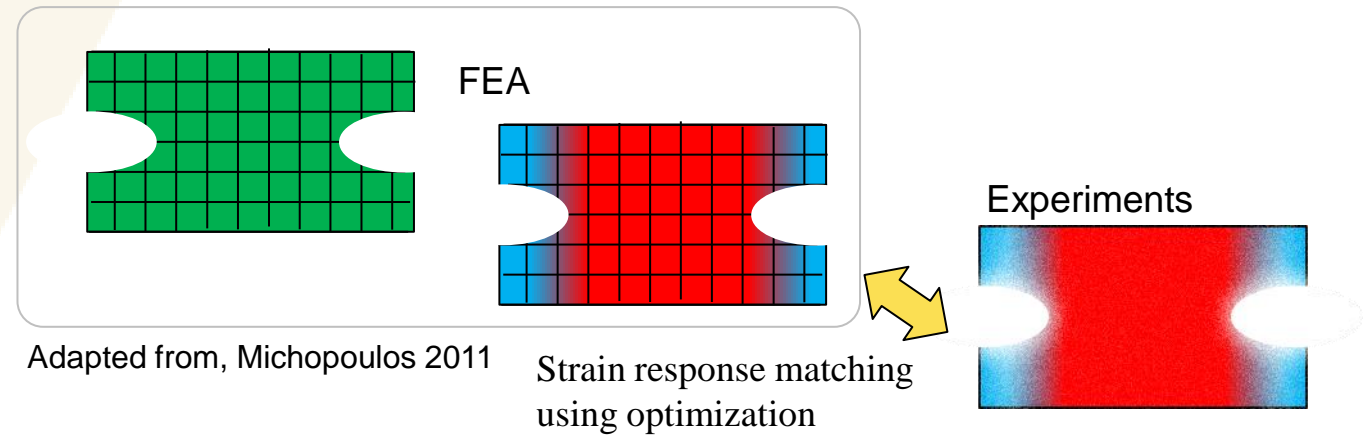 FEA
Experiments
Adapted from, Michopoulos 2011
Strain response matching
using optimization